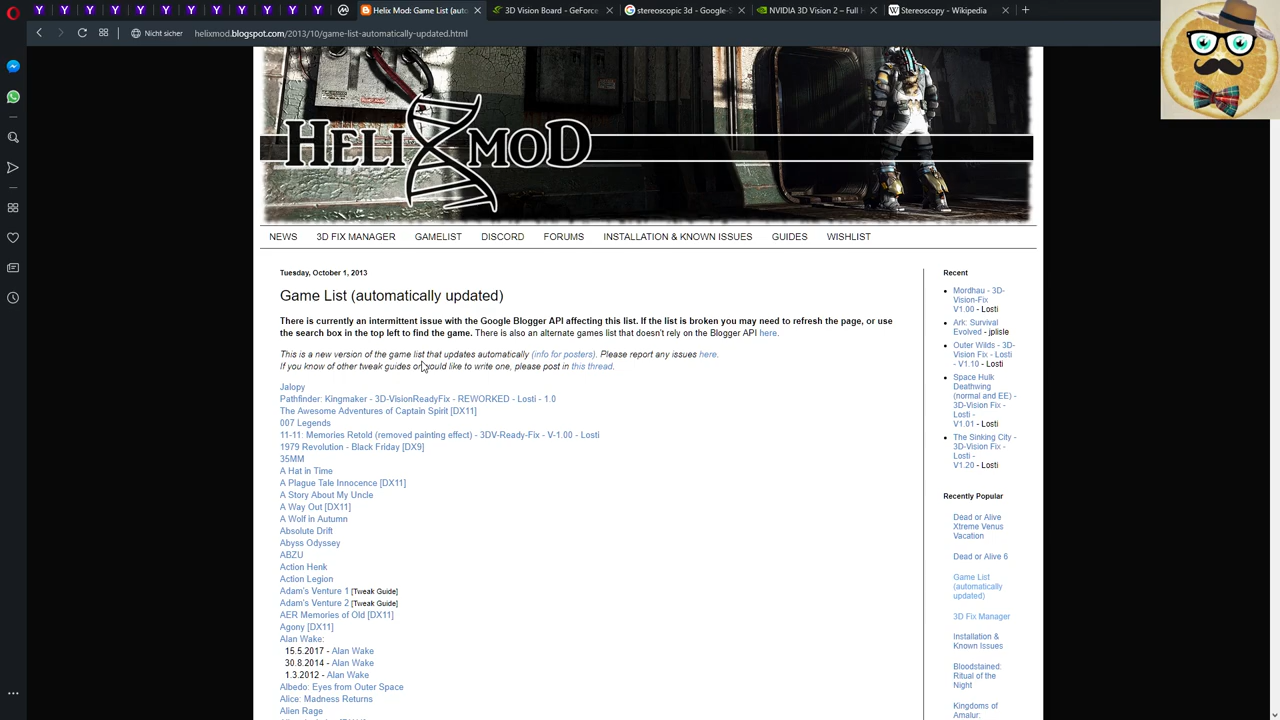 Helix Mod: Game List (auto
3D Vision Board - GeForce
stereoscopic 3d - Google-S
NVIDIA 3D Vision 2 – Full H
Stereoscopy - Wikipedia
Nicht sicher
helixmod.blogspot.com/2013/10/game-list-automatically-updated.html
HELIXMOD
NEWS
3D FIX MANAGER
GAMELIST
DISCORD
FORUMS
INSTALLATION & KNOWN ISSUES
GUIDES
WISHLIST
Tuesday, October 1, 2013
Game List (automatically updated)
There is currently an intermittent issue with the Google Blogger API affecting this list. If the list is broken you may need to refresh the page, or use
the search box in the top left to find the game. There is also an alternate games list that doesn't rely on the Blogger API here.
This is a new version of the game list that updates automatically (info for posters). Please report any issues here.
If you know of other tweak guides or would like to write one, please post in this thread.
Jalopy
Pathfinder: Kingmaker - 3D-VisionReadyFix - REWORKED - Losti - 1.0
The Awesome Adventures of Captain Spirit [DX11]
007 Legends
11-11: Memories Retold (removed painting effect) - 3DV-Ready-Fix - V-1.00 - Losti
1979 Revolution - Black Friday [DX9]
35MM
A Hat in Time
A Plague Tale Innocence [DX11]
A Story About My Uncle
A Way Out [DX11]
A Wolf in Autumn
Absolute Drift
Abyss Odyssey
ABZU
Action Henk
Action Legion
Adam's Venture 1 [Tweak Guide]
Adam's Venture 2 [Tweak Guide]
AER Memories of Old [DX11]
Agony [DX11]
Alan Wake:
15.5.2017 - Alan Wake
30.8.2014 - Alan Wake
1.3.2012 - Alan Wake
Albedo: Eyes from Outer Space
Alice: Madness Returns
Alien Rage
Recent
Mordhau - 3D-
Vision-Fix
V1.00 - Losti
Ark: Survival
Evolved - jplisle
Outer Wilds - 3D-
Vision Fix - Losti
- V1.10 - Losti
Space Hulk
Deathwing
(normal and EE) -
3D-Vision Fix -
Losti -
V1.01 - Losti
The Sinking City -
3D-Vision Fix -
Losti -
V1.20 - Losti
Recently Popular
Dead or Alive
Xtreme Venus
Vacation
Dead or Alive 6
Game List
(automatically
updated)
3D Fix Manager
Installation &
Known Issues
Bloodstained:
Ritual of the
Night
Kingdoms of
Amalur: